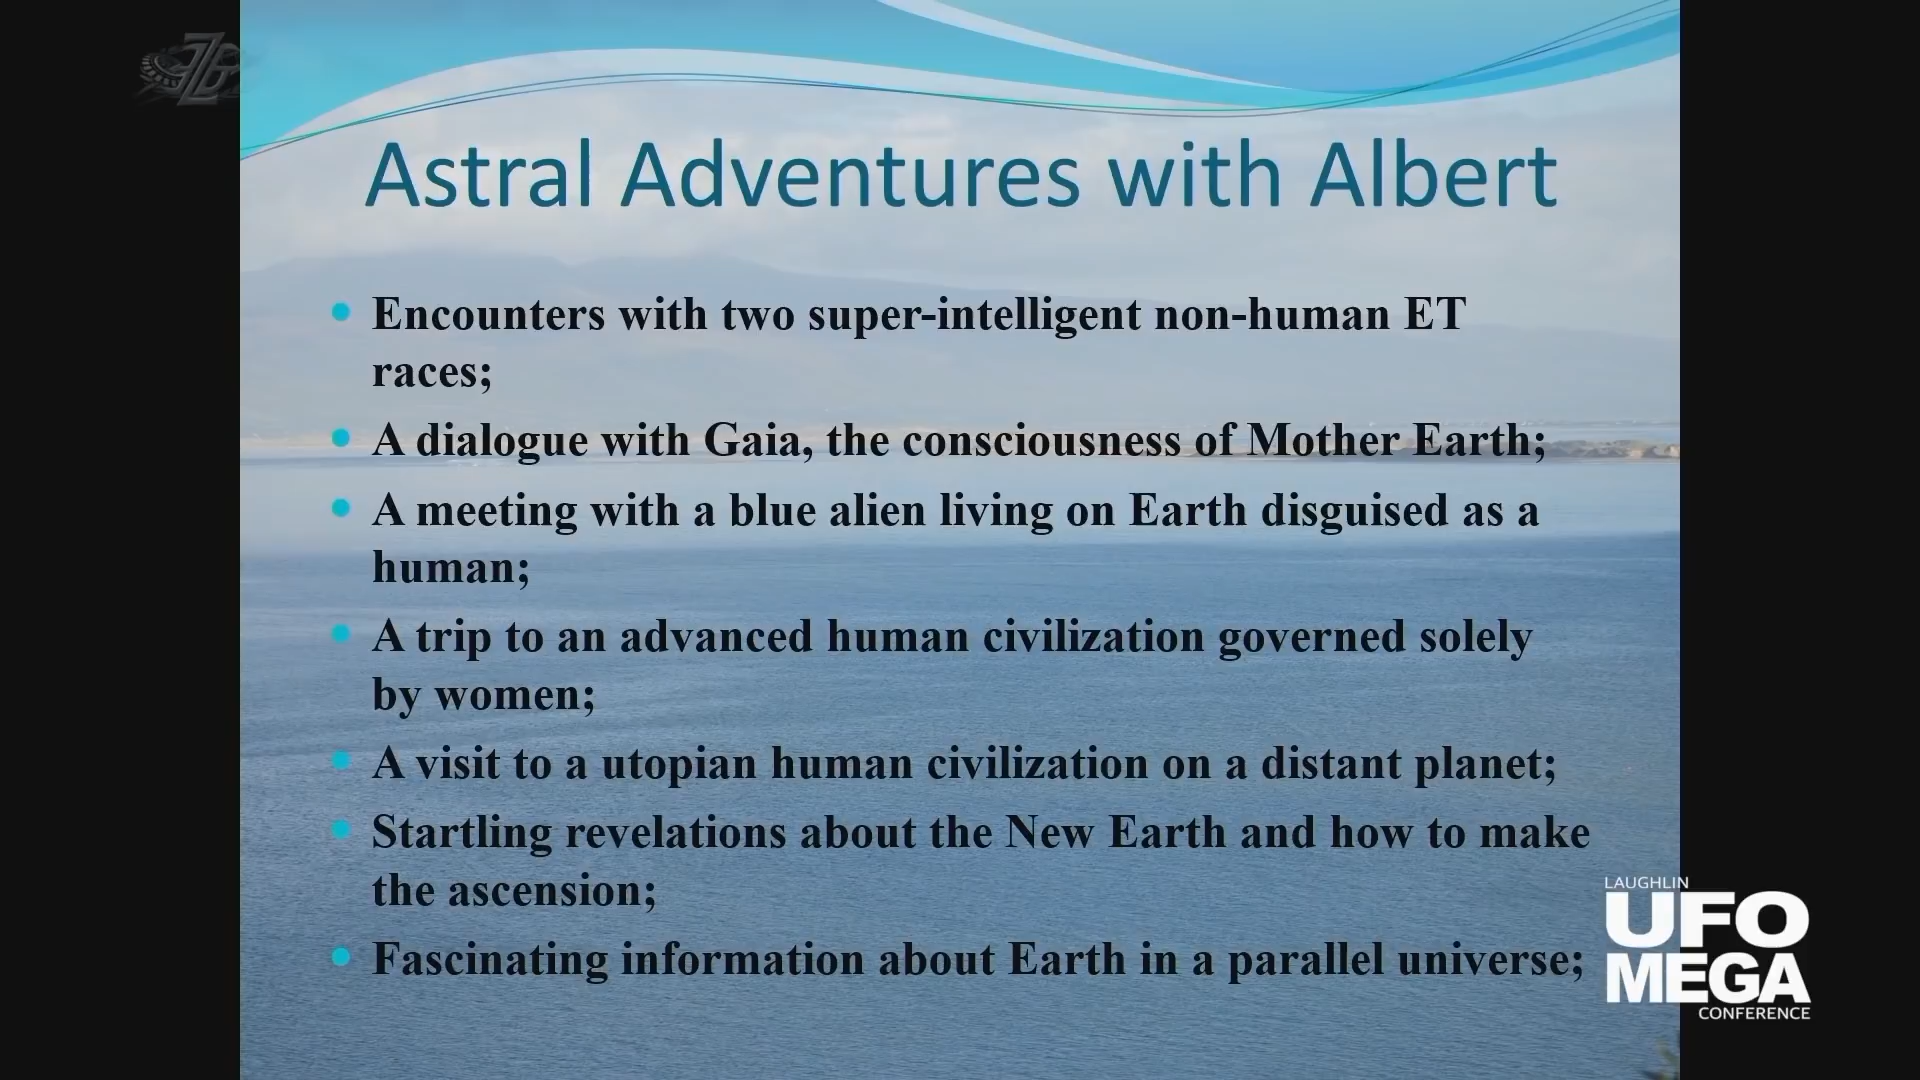 Astral Adventures with Albert
• Encounters with two super-intelligent non-human ET
races;
• A dialogue with Gaia, the consciousness of Mother Earth;
• A meeting with a blue alien living on Earth disguised as a
human;
• A trip to an advanced human civilization governed solely
by women;
• A visit to a utopian human civilization on a distant planet;
• Startling revelations about the New Earth and how to make
the ascension;
• Fascinating information about Earth in a parallel universe;
LAUGHLIN
UFO
MEGA
CONFERENCE